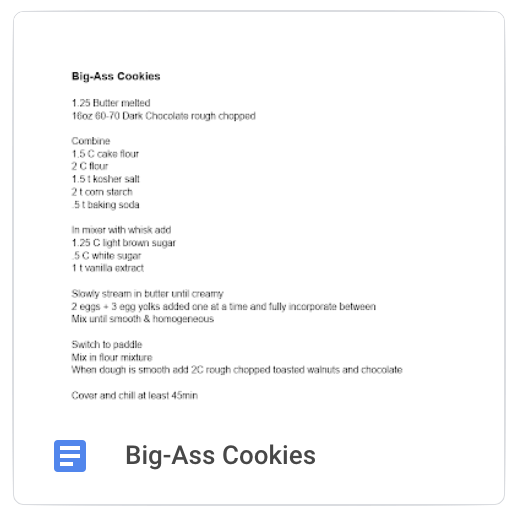 Big-Ass Cookies
1.25 Butter melted
16oz 60-70 Dark Chocolate rough chopped
Combine
1.5 C cake flour
2 C flour
1.5 t kosher salt
2 t corn starch
.5 t baking soda
In mixer with whisk add
1.25 C light brown sugar
.5 C white sugar
1 t vanilla extract
Slowly stream in butter until creamy
2 eggs + 3 egg yolks added one at a time and fully incorporate between
Mix until smooth & homogeneous
Switch to paddle
Mix in flour mixture
When dough is smooth add 2C rough chopped toasted walnuts and chocolate
Cover and chill at least 45min
Big-Ass Cookies